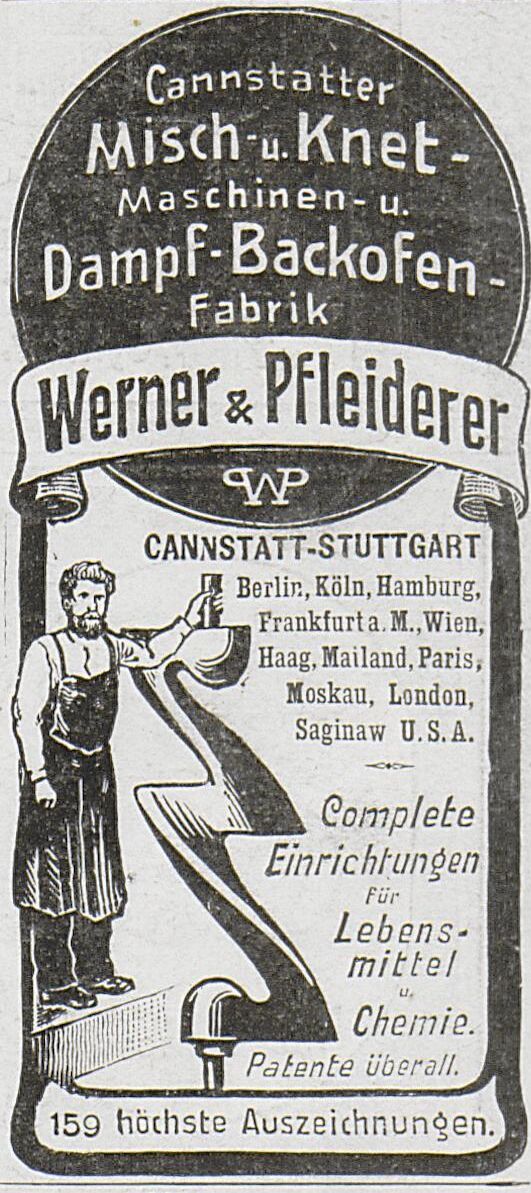 Cannstatter
Misch- u. Knet-
Maschinen- u.
Dampf-Backofen-
Fabrik
Werner & Pfleiderer
WP
CANNSTATT-STUTTGART
Berlin, Köln, Hamburg,
Frankfurt a. M., Wien,
Haag, Mailand, Paris,
Moskau, London,
Saginaw U.S.A.
Complete
Einrichtungen
für
Lebens-
mittel
u.
Chemie.
Patente überall.
159 höchste Auszeichnungen.